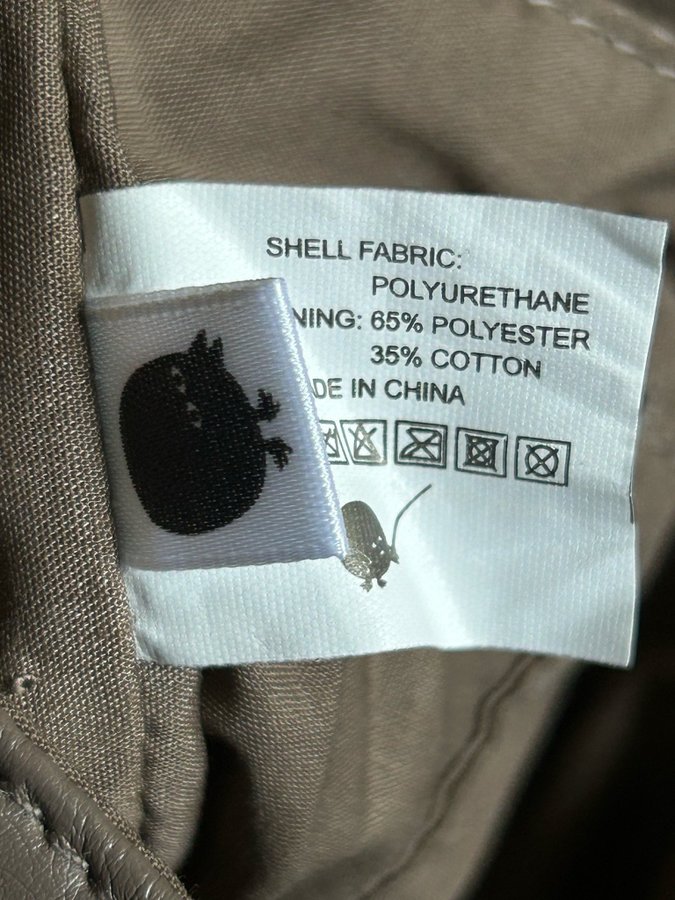 SHELL FABRIC:
POLYURETHANE
NING: 65% POLYESTER
35% COTTON
DE IN CHINA